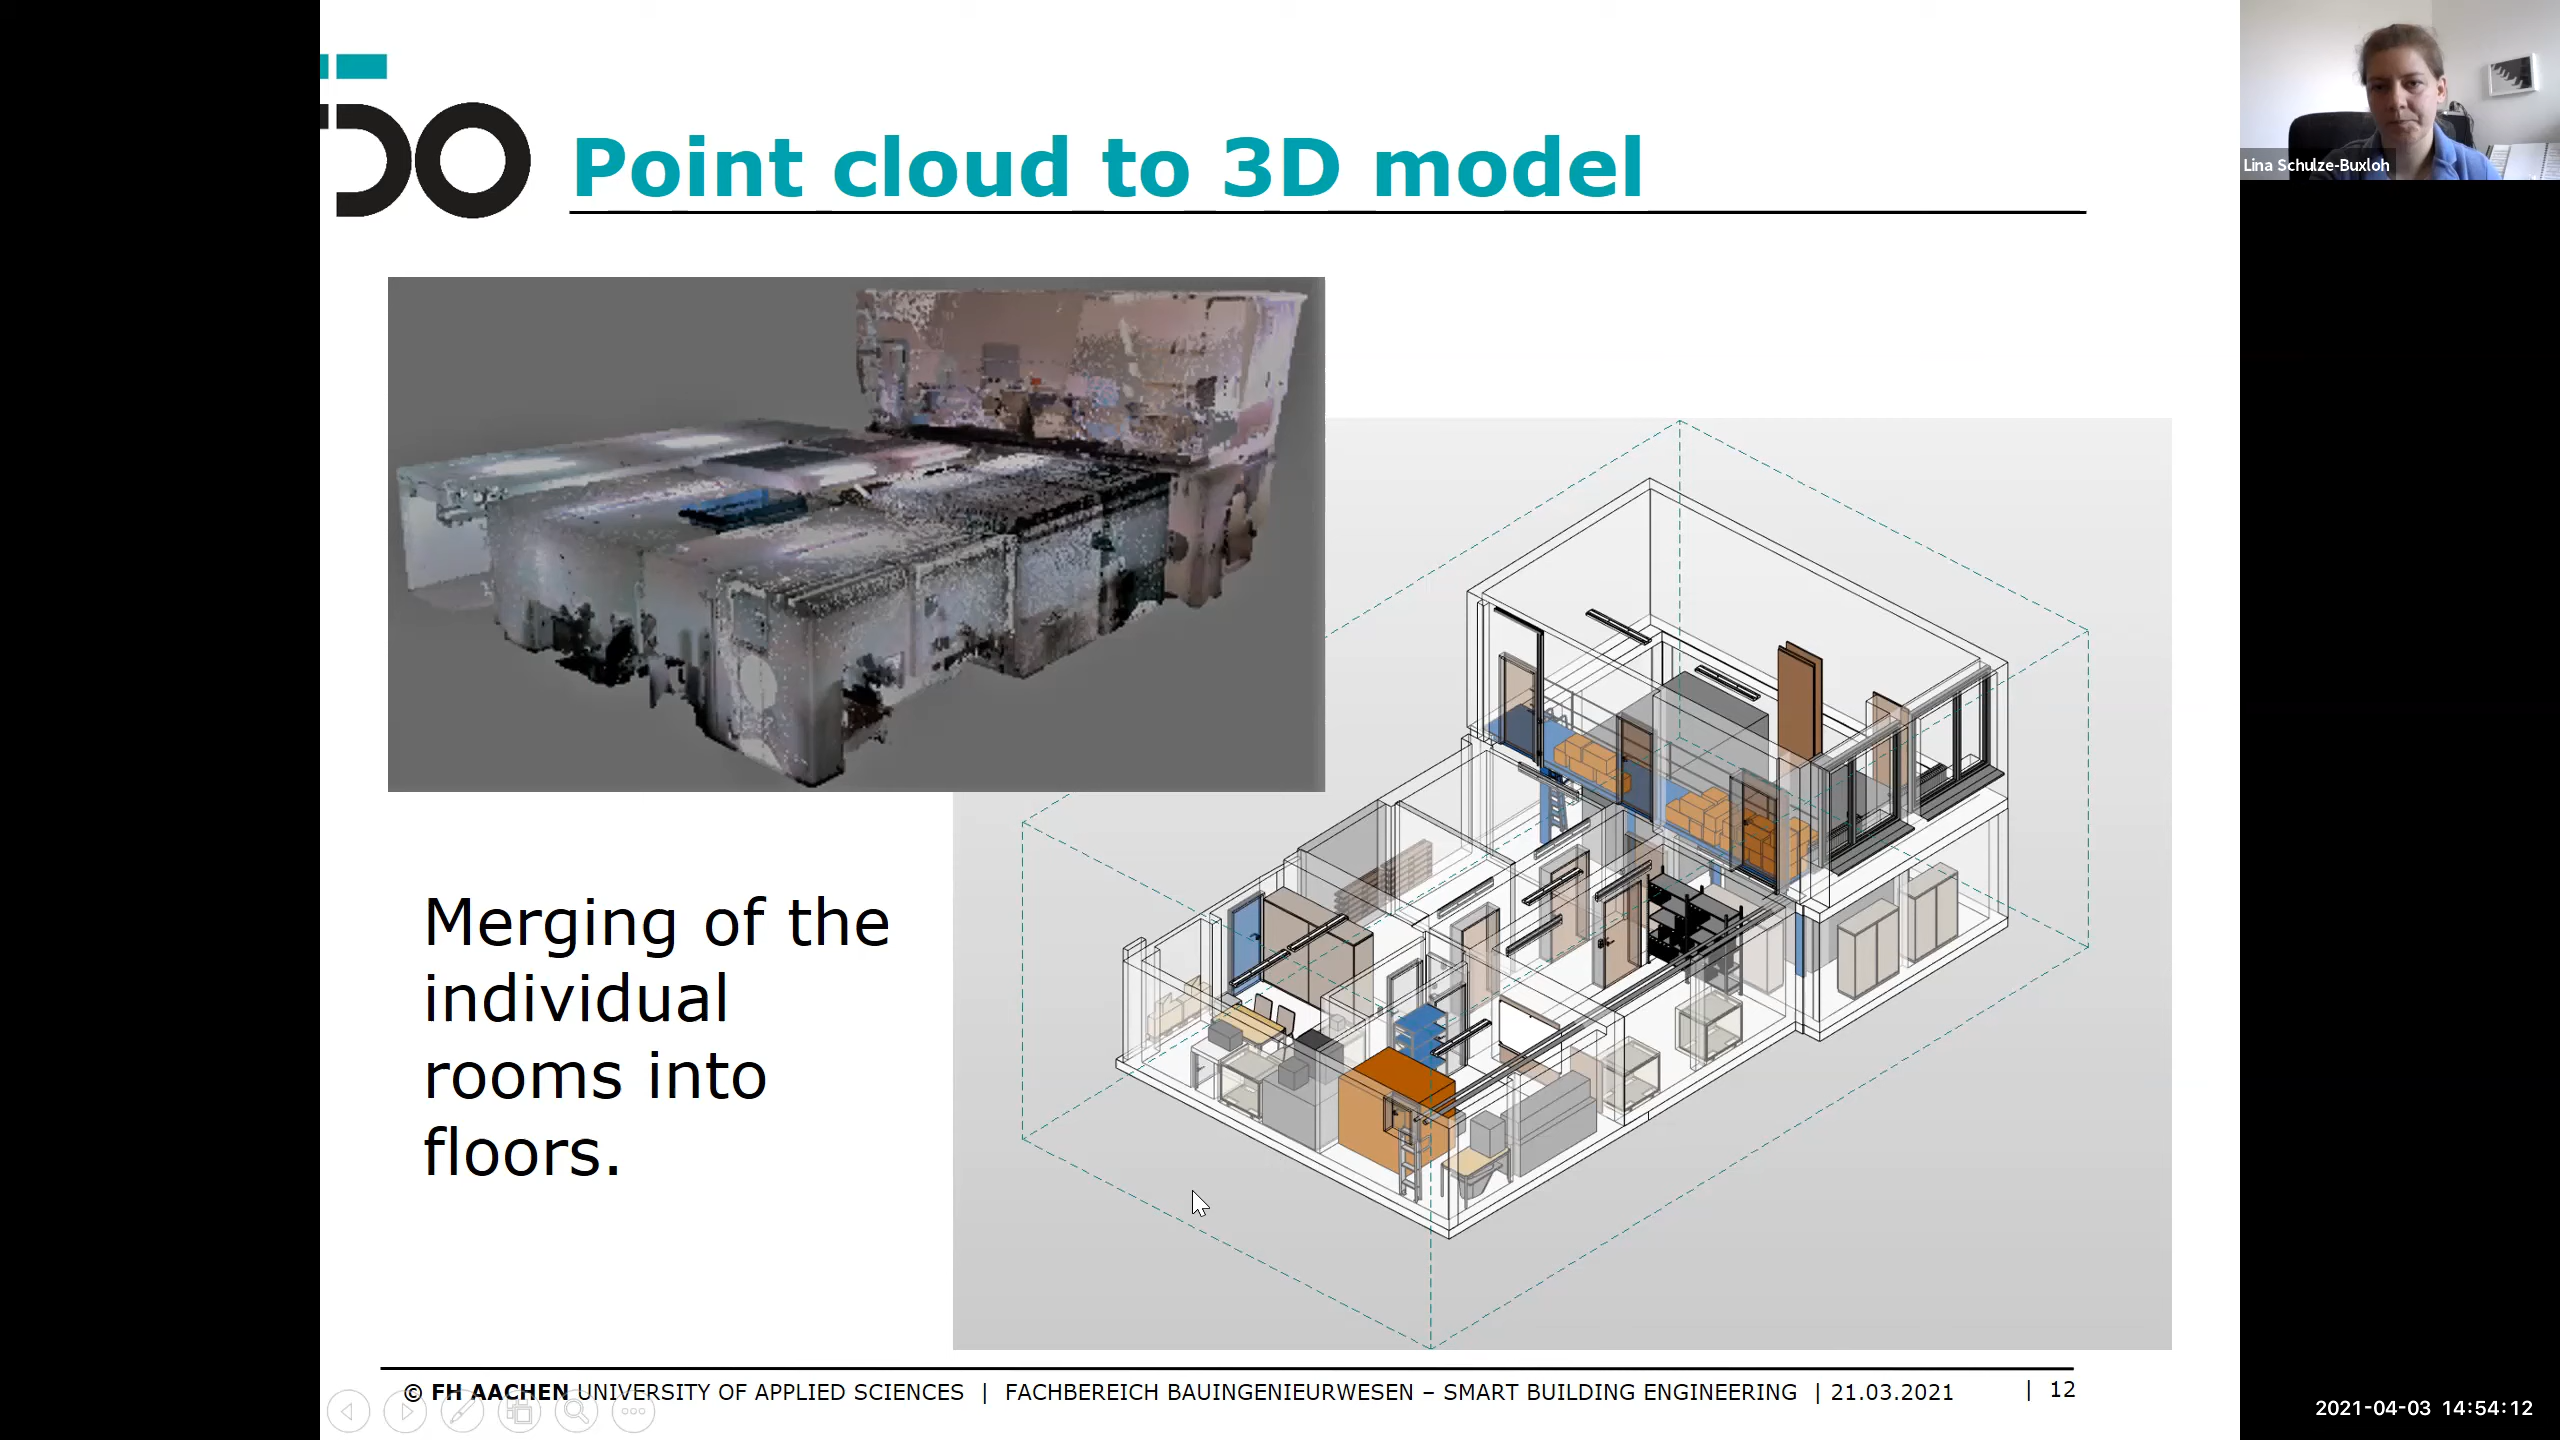 Point cloud to 3D model
Lina Schulze-Buxloh
Merging of the
individual
rooms into
floors.
© FH AACHEN UNIVERSITY OF APPLIED SCIENCES | FACHBEREICH BAUINGENIEURWESEN – SMART BUILDING ENGINEERING | 21.03.2021 | 12
2021-04-03 14:54:12